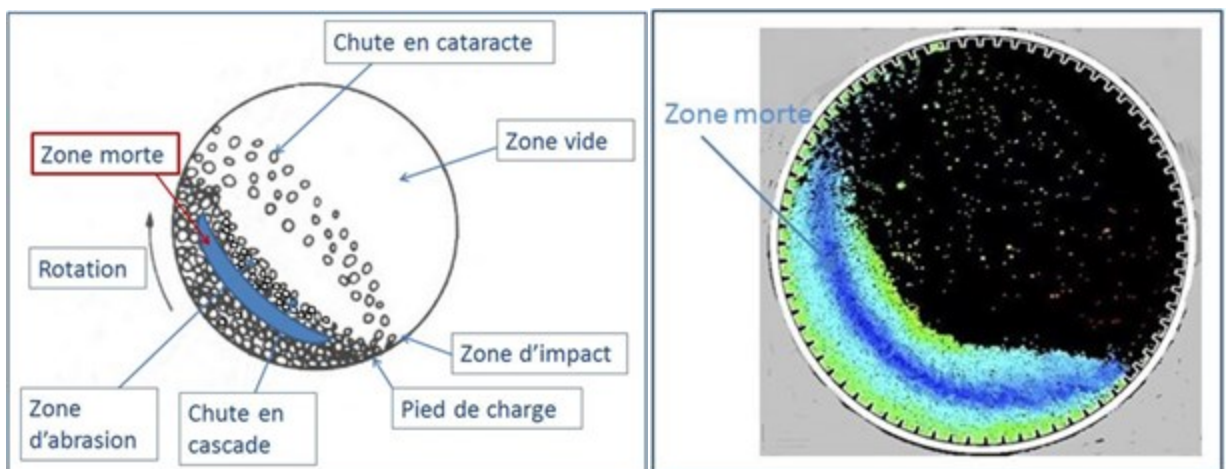 Chute en cataracte
Zone morte
Zone vide
Rotation
Zone d'impact
Zone
d'abrasion
Chute en
cascade
Pied de charge
Zone morte